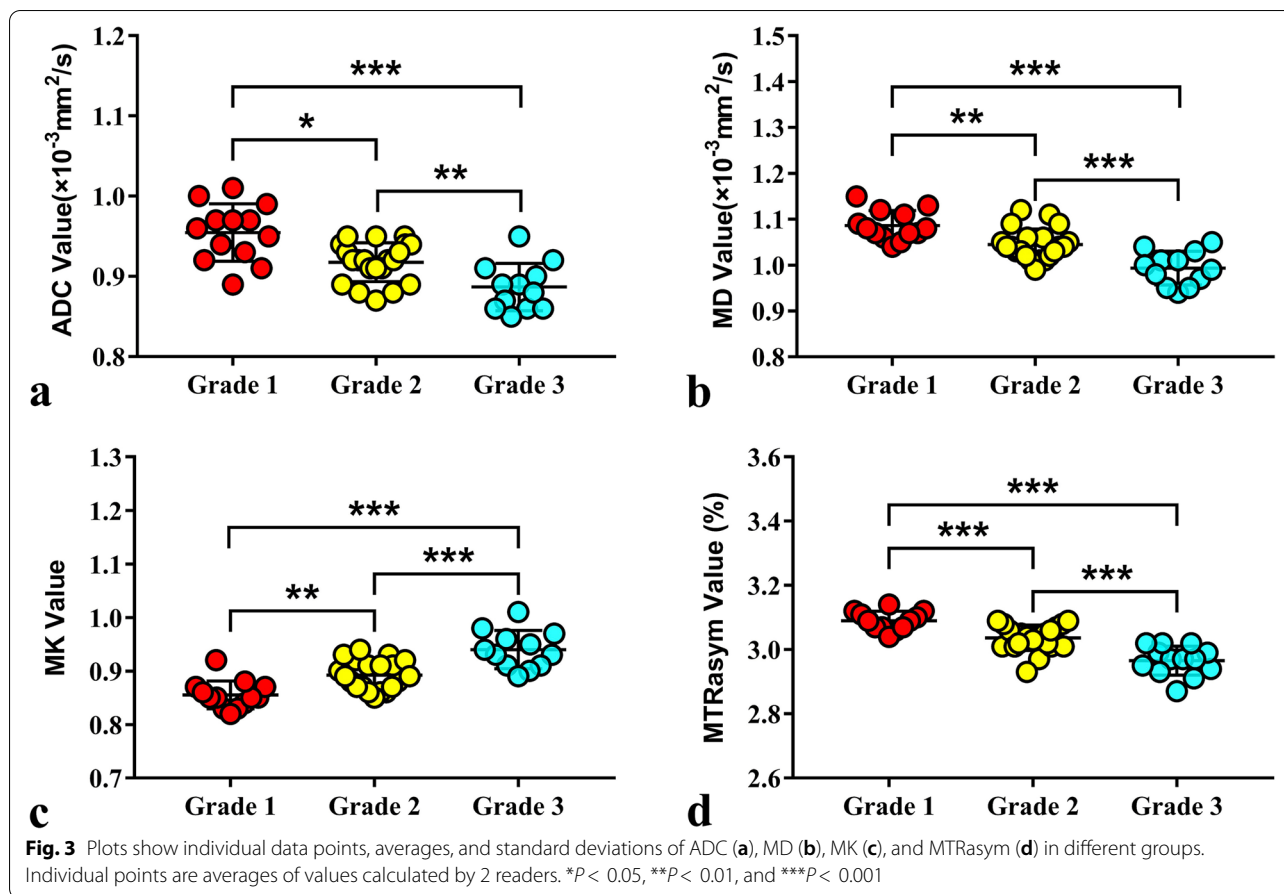 1.2
1.1
1.0
0.9
0.8
ADC Value(×10⁻³mm²/s)
***
*
**
Grade 1 Grade 2 Grade 3
a
1.5
1.4
1.3
1.2
1.1
1.0
0.9
0.8
MD Value(×10⁻³mm²/s)
***
**
***
Grade 1 Grade 2 Grade 3
b
1.3
1.2
1.1
1.0
0.9
0.8
0.7
MK Value
***
**
***
Grade 1 Grade 2 Grade 3
c
3.6
3.4
3.2
3.0
2.8
2.6
MTRasym Value (%)
***
***
***
Grade 1 Grade 2 Grade 3
d
Fig. 3 Plots show individual data points, averages, and standard deviations of ADC (a), MD (b), MK (c), and MTRasym (d) in different groups.
Individual points are averages of values calculated by 2 readers. *P< 0.05, **P< 0.01, and ***P< 0.001